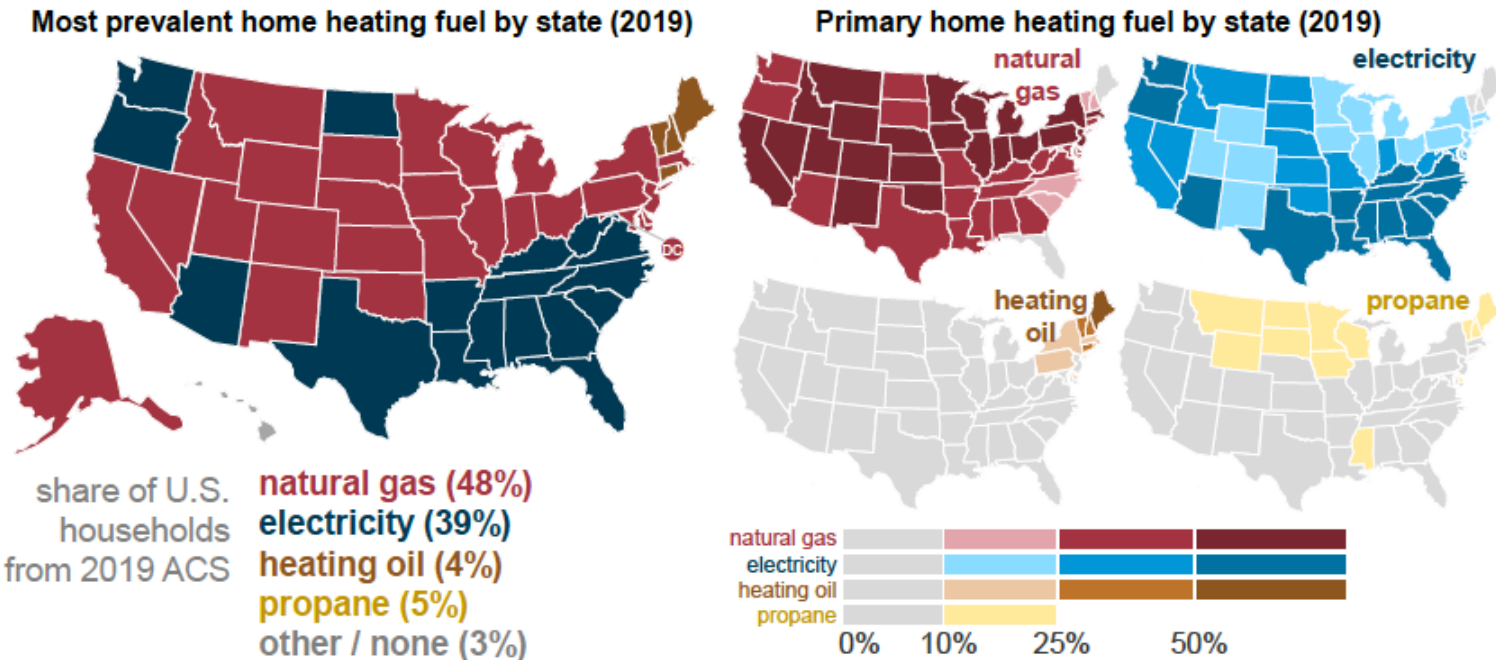 Most prevalent home heating fuel by state (2019)
DC
share of U.S.
households
from 2019 ACS
natural gas (48%)
electricity (39%)
heating oil (4%)
propane (5%)
other / none (3%)
Primary home heating fuel by state (2019)
natural
gas
electricity
heating
oil
propane
natural gas
electricity
heating oil
propane
0% 10% 25% 50%